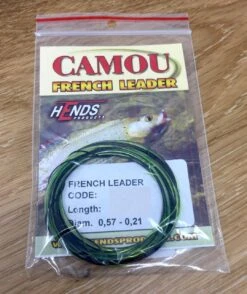 CAMOU
FRENCH LEADER
HENDS
PRODUCTS
FRENCH LEADER
CODE:
Length:
Diam. 0,57 - 0,21